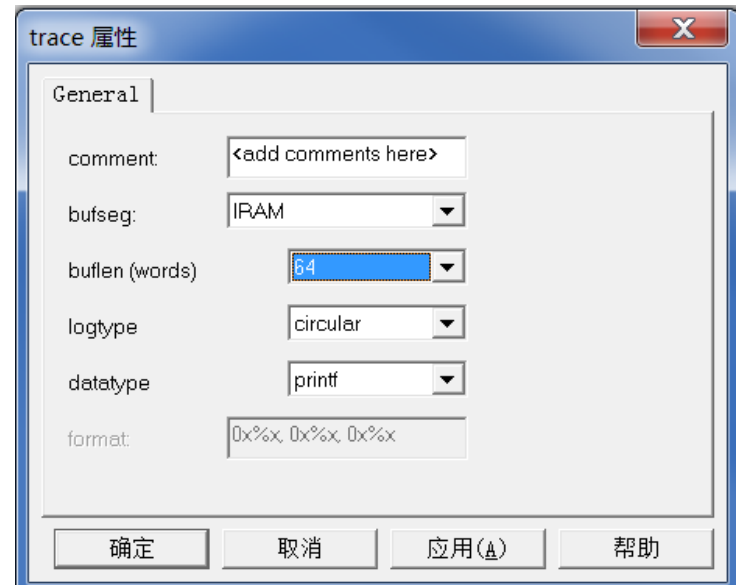 trace 属性
General
comment: <add comments here>
bufseg: IRAM
buflen (words) 64
logtype circular
datatype printf
format: 0x%x, 0x%x, 0x%x
确定 取消 应用(A) 帮助